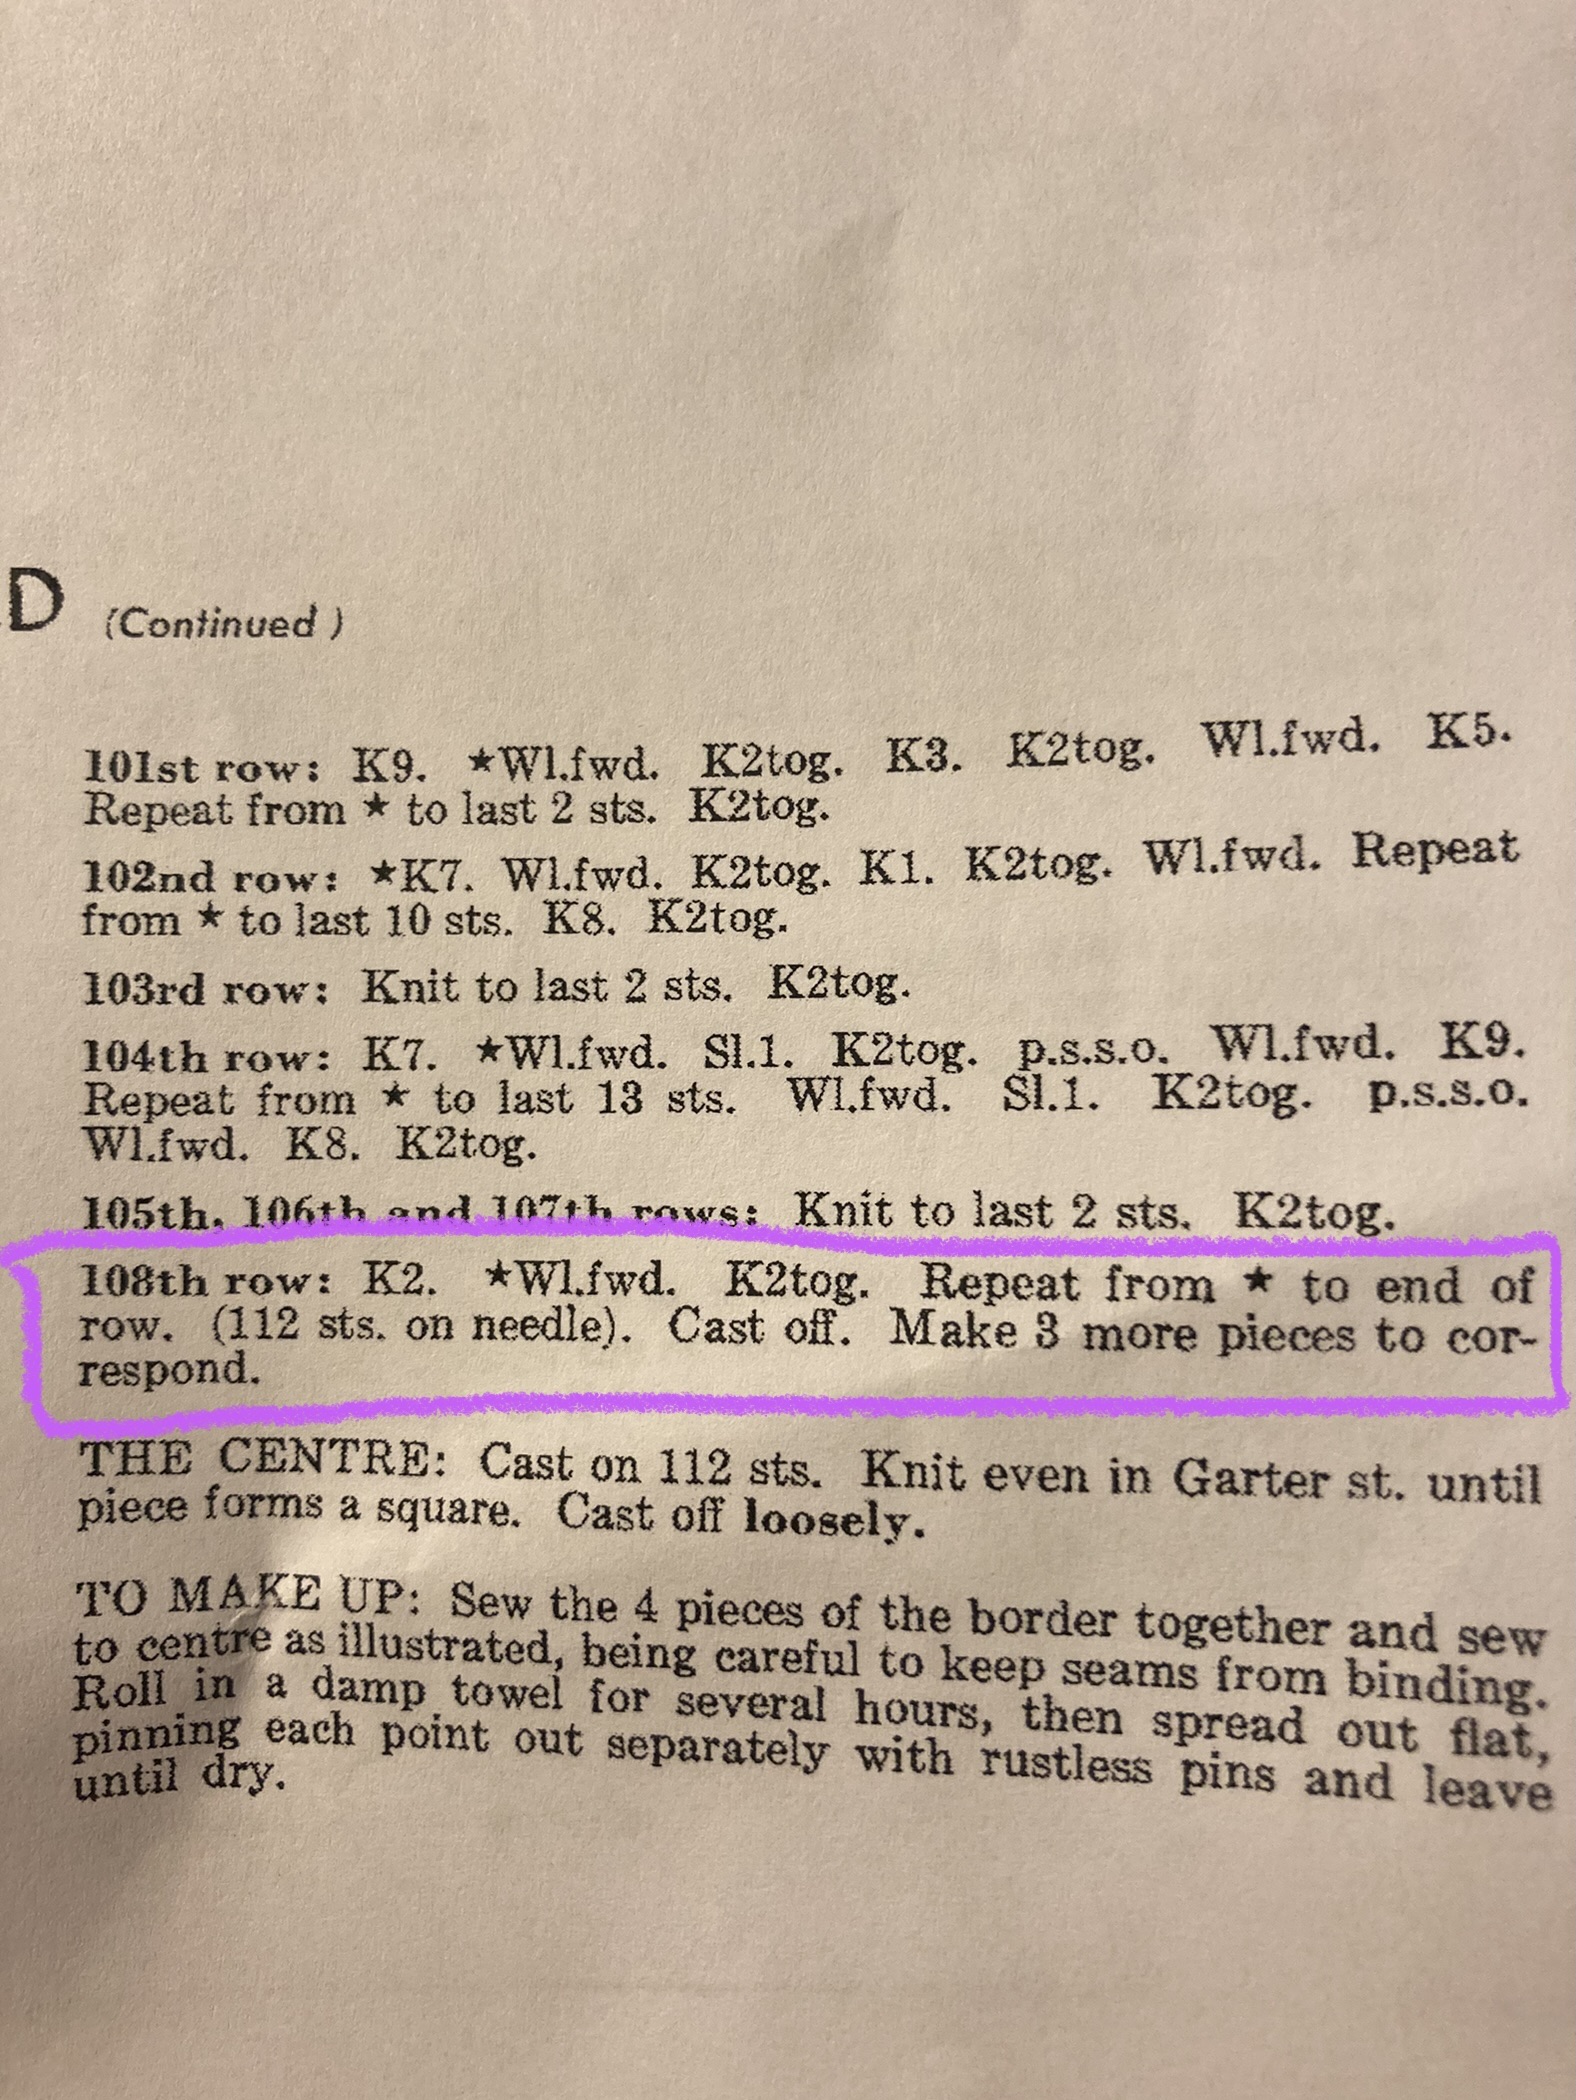 D (Continued)
101st row: K9. ★Wl.fwd. K2tog. K3. K2tog. Wl.fwd. K5.
Repeat from ★ to last 2 sts. K2tog.
102nd row: ★K7. Wl.fwd. K2tog. K1. K2tog. Wl.fwd. Repeat
from ★ to last 10 sts. K8. K2tog.
103rd row: Knit to last 2 sts. K2tog.
104th row: K7. ★Wl.fwd. Sl.1. K2tog. p.s.s.o. Wl.fwd. K9.
Repeat from ★ to last 13 sts. Wl.fwd. Sl.1. K2tog. p.s.s.o.
Wl.fwd. K8. K2tog.
105th, 106th and 107th rows: Knit to last 2 sts. K2tog.
108th row: K2. ★Wl.fwd. K2tog. Repeat from ★ to end of
row. (112 sts. on needle). Cast off. Make 3 more pieces to cor-
respond.
THE CENTRE: Cast on 112 sts. Knit even in Garter st. until
piece forms a square. Cast off loosely.
TO MAKE UP: Sew the 4 pieces of the border together and sew
to centre as illustrated, being careful to keep seams from binding.
Roll in a damp towel for several hours, then spread out flat,
pinning each point out separately with rustless pins and leave
until dry.